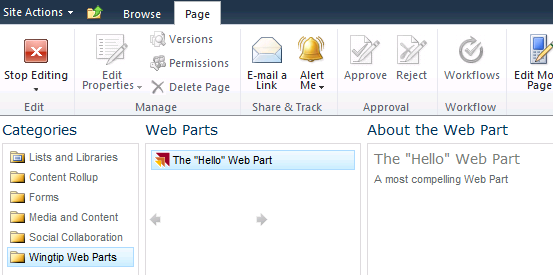 Site Actions Browse Page
Stop Editing
Edit Properties
Versions
Permissions
Delete Page
E-mail a Link
Alert Me
Approve
Reject
Workflows
Edit Mo
Page
Edit Manage Share & Track Approval Workflow
Categories
Lists and Libraries
Content Rollup
Forms
Media and Content
Social Collaboration
Wingtip Web Parts
Web Parts
The "Hello" Web Part
About the Web Part
The "Hello" Web Part
A most compelling Web Part